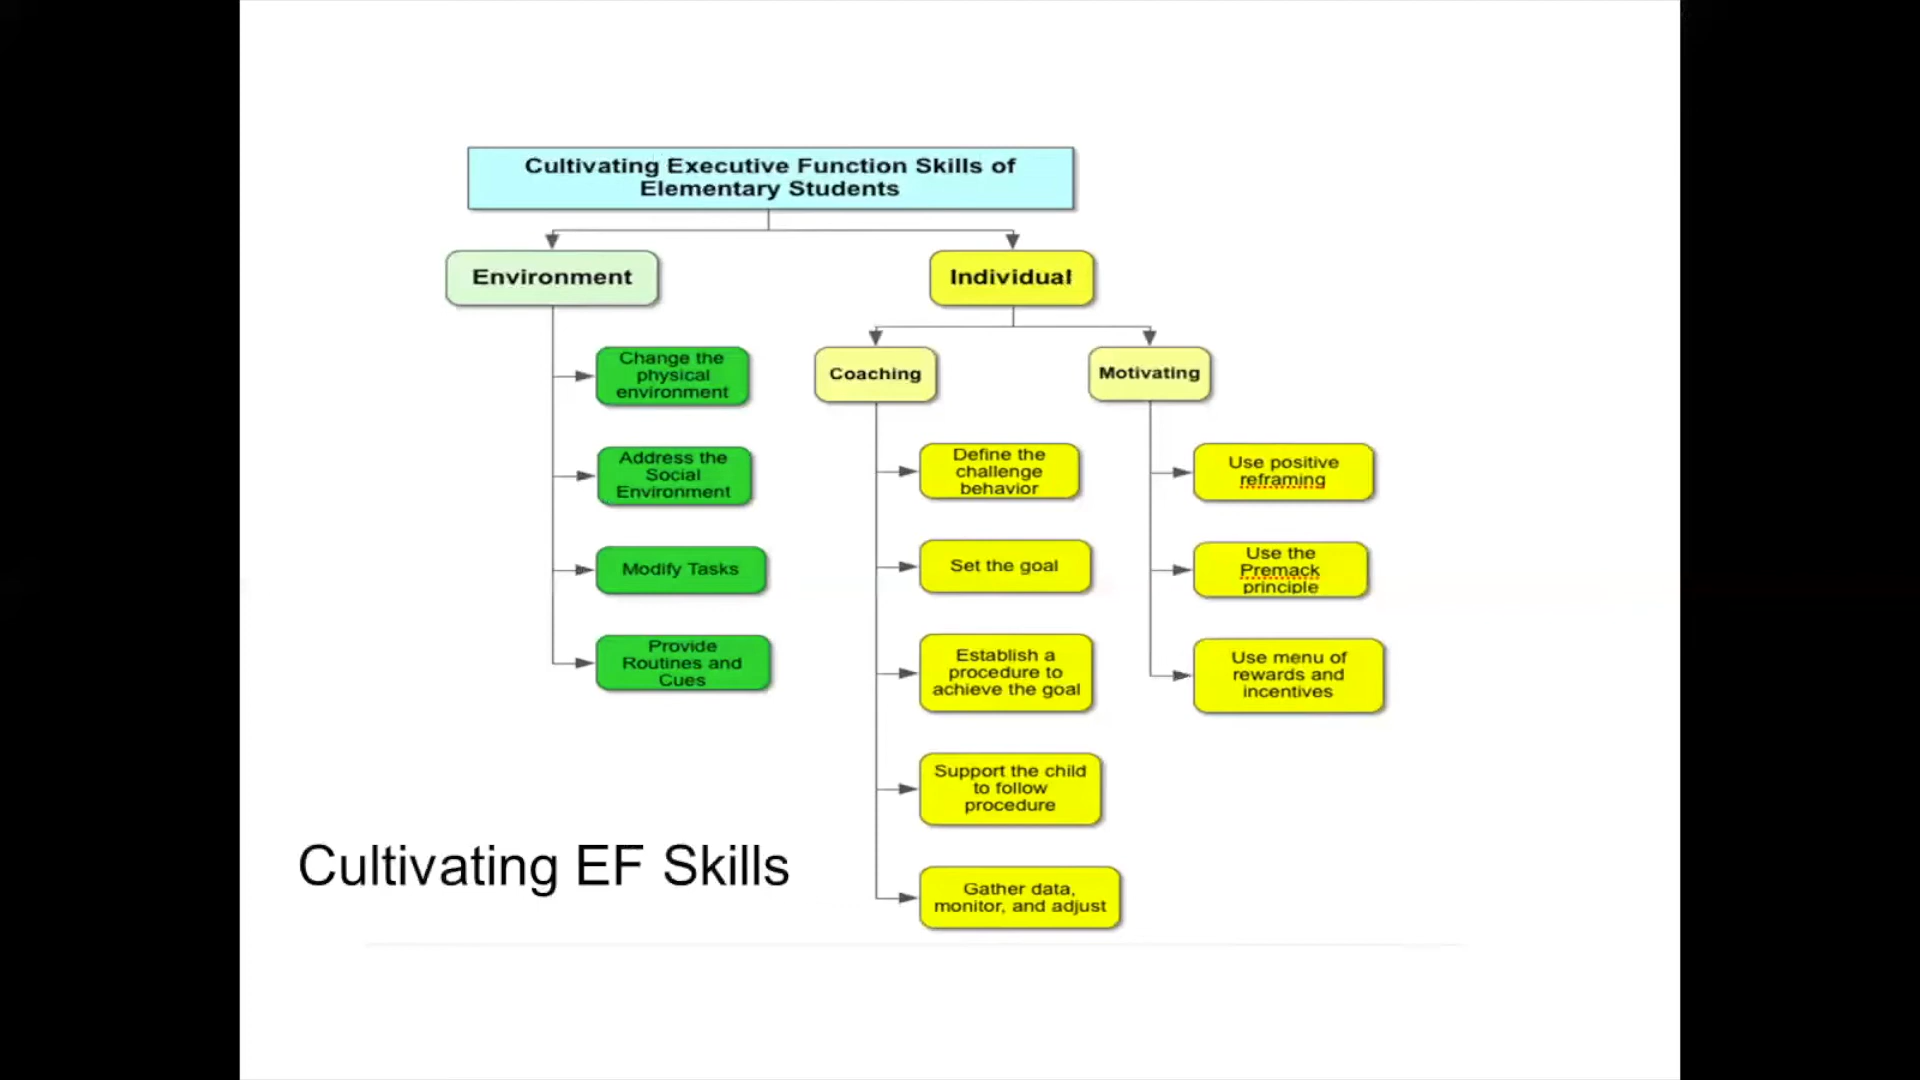 Cultivating Executive Function Skills of
Elementary Students
Environment
Individual
Change the
physical
environment
Address the
Social
Environment
Modify Tasks
Provide
Routines and
Cues
Coaching
Define the
challenge
behavior
Set the goal
Establish a
procedure to
achieve the goal
Support the child
to follow
procedure
Gather data,
monitor, and adjust
Motivating
Use positive
reframing
Use the
Premack
principle
Use menu of
rewards and
incentives
Cultivating EF Skills